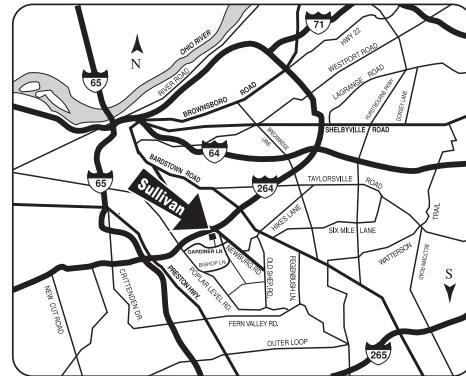 71
HWY 22
OHIO RIVER
N
WESTPORT ROAD
RIVER ROAD
65
LAGRANGE ROAD
HURSTBOURNE PKWY
DORSEY LANE
BROWNSBORO ROAD
SHELBYVILLE ROAD
64
BARDSTOWN ROAD
65
264
TAYLORSVILLE ROAD
Sullivan
HIKES LANE
TRAIL
SIX MILE LANE
GARDINER LN
NEWBURG RD.
WATTERSON
BISHOP LN
OLD SHEP. RD.
FEGENBUSH LN.
S
POPLAR LEVEL RD.
PRESTON HWY.
CRITTENDEN DR.
NEW CUT ROAD
FERN VALLEY RD.
OUTER LOOP
265